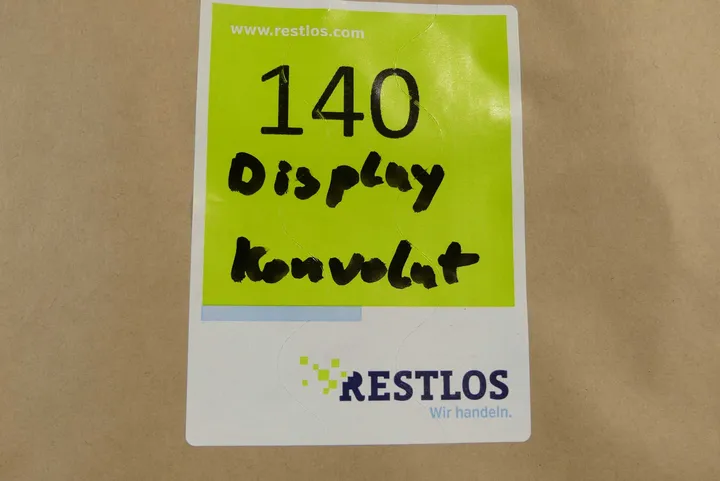 www.restlos.com
140
Display
Konvolut
RESTLOS
Wir handeln.